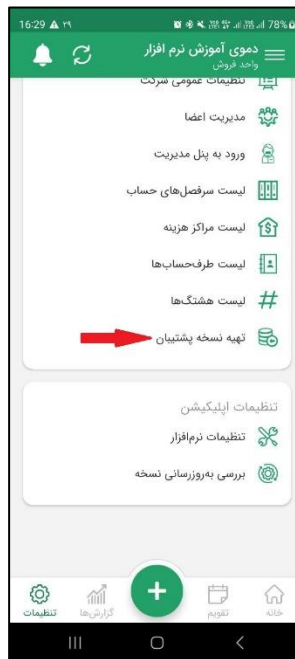 16:29 ▲ ۲۹ 78%
دموی آموزش نرم افزار
واحد فروش
تنظیمات عمومی شرکت
مدیریت اعضا
ورود به پنل مدیریت
لیست سرفصل‌های حساب
لیست مراکز هزینه
لیست طرف‌حساب‌ها
لیست هشتگ‌ها
تهیه نسخه پشتیبان
تنظیمات اپلیکیشن
تنظیمات نرم‌افزار
بررسی به‌روزرسانی نسخه
خانه
تقویم
گزارش‌ها
تنظیمات